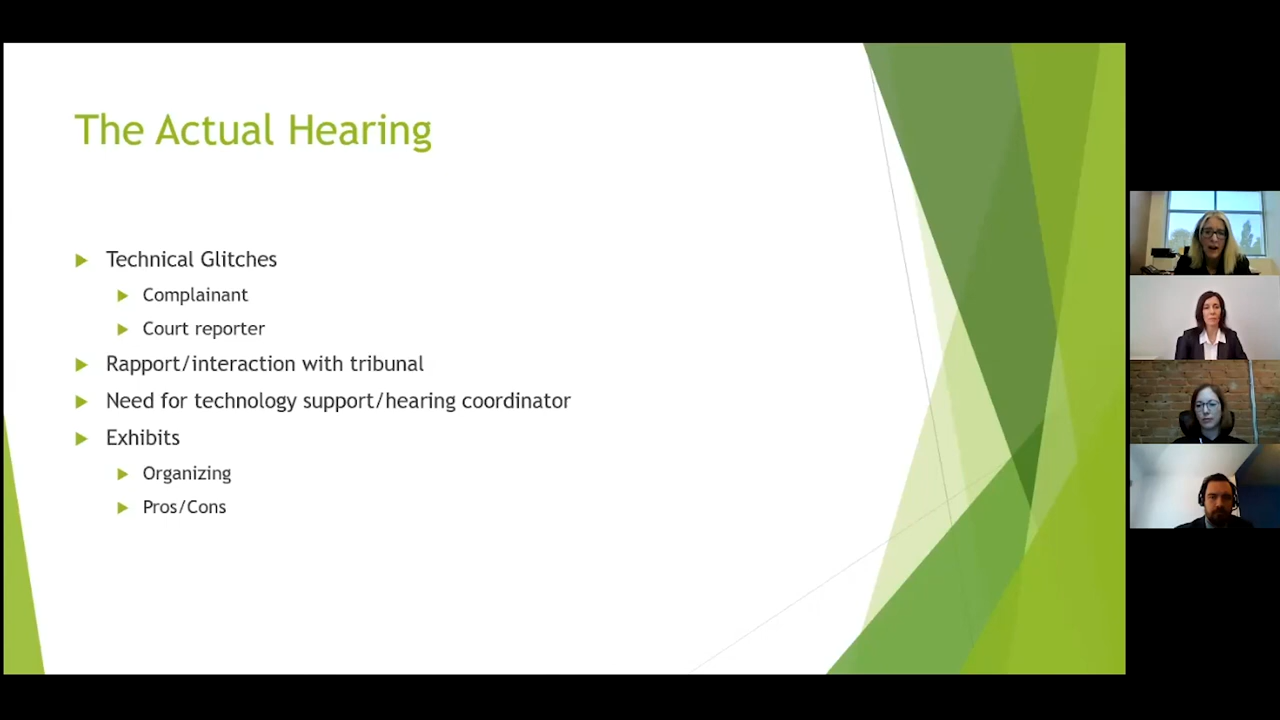 The Actual Hearing
Technical Glitches
Complainant
Court reporter
Rapport/interaction with tribunal
Need for technology support/hearing coordinator
Exhibits
Organizing
Pros/Cons